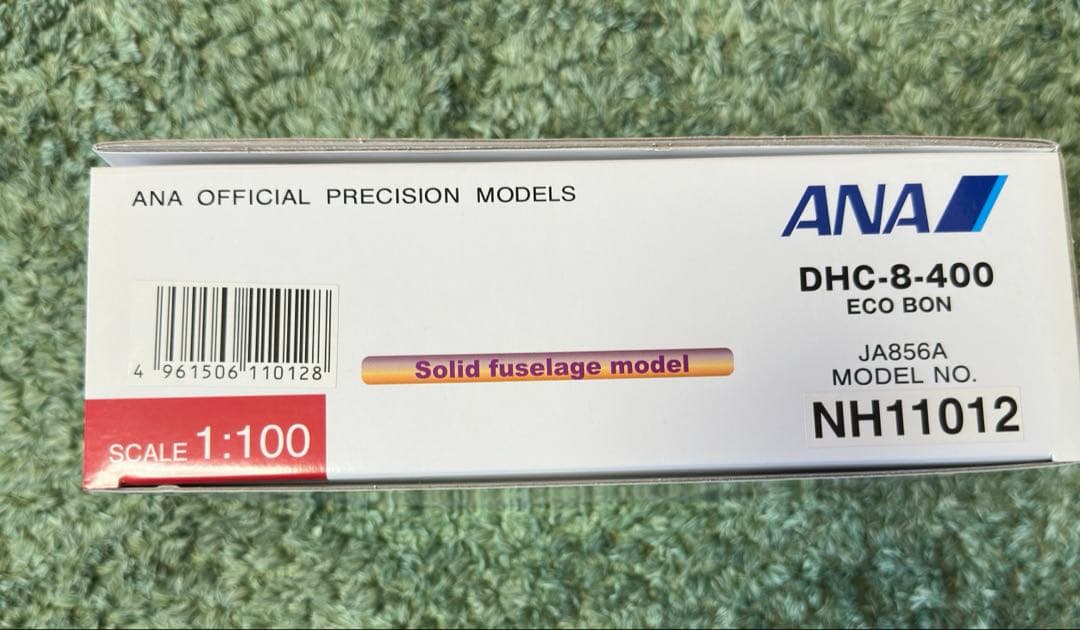 ANA OFFICIAL PRECISION MODELS
ANA
DHC-8-400
ECO BON
JA856A
MODEL NO.
NH11012
Solid fuselage model
4 961506 110128
SCALE 1:100